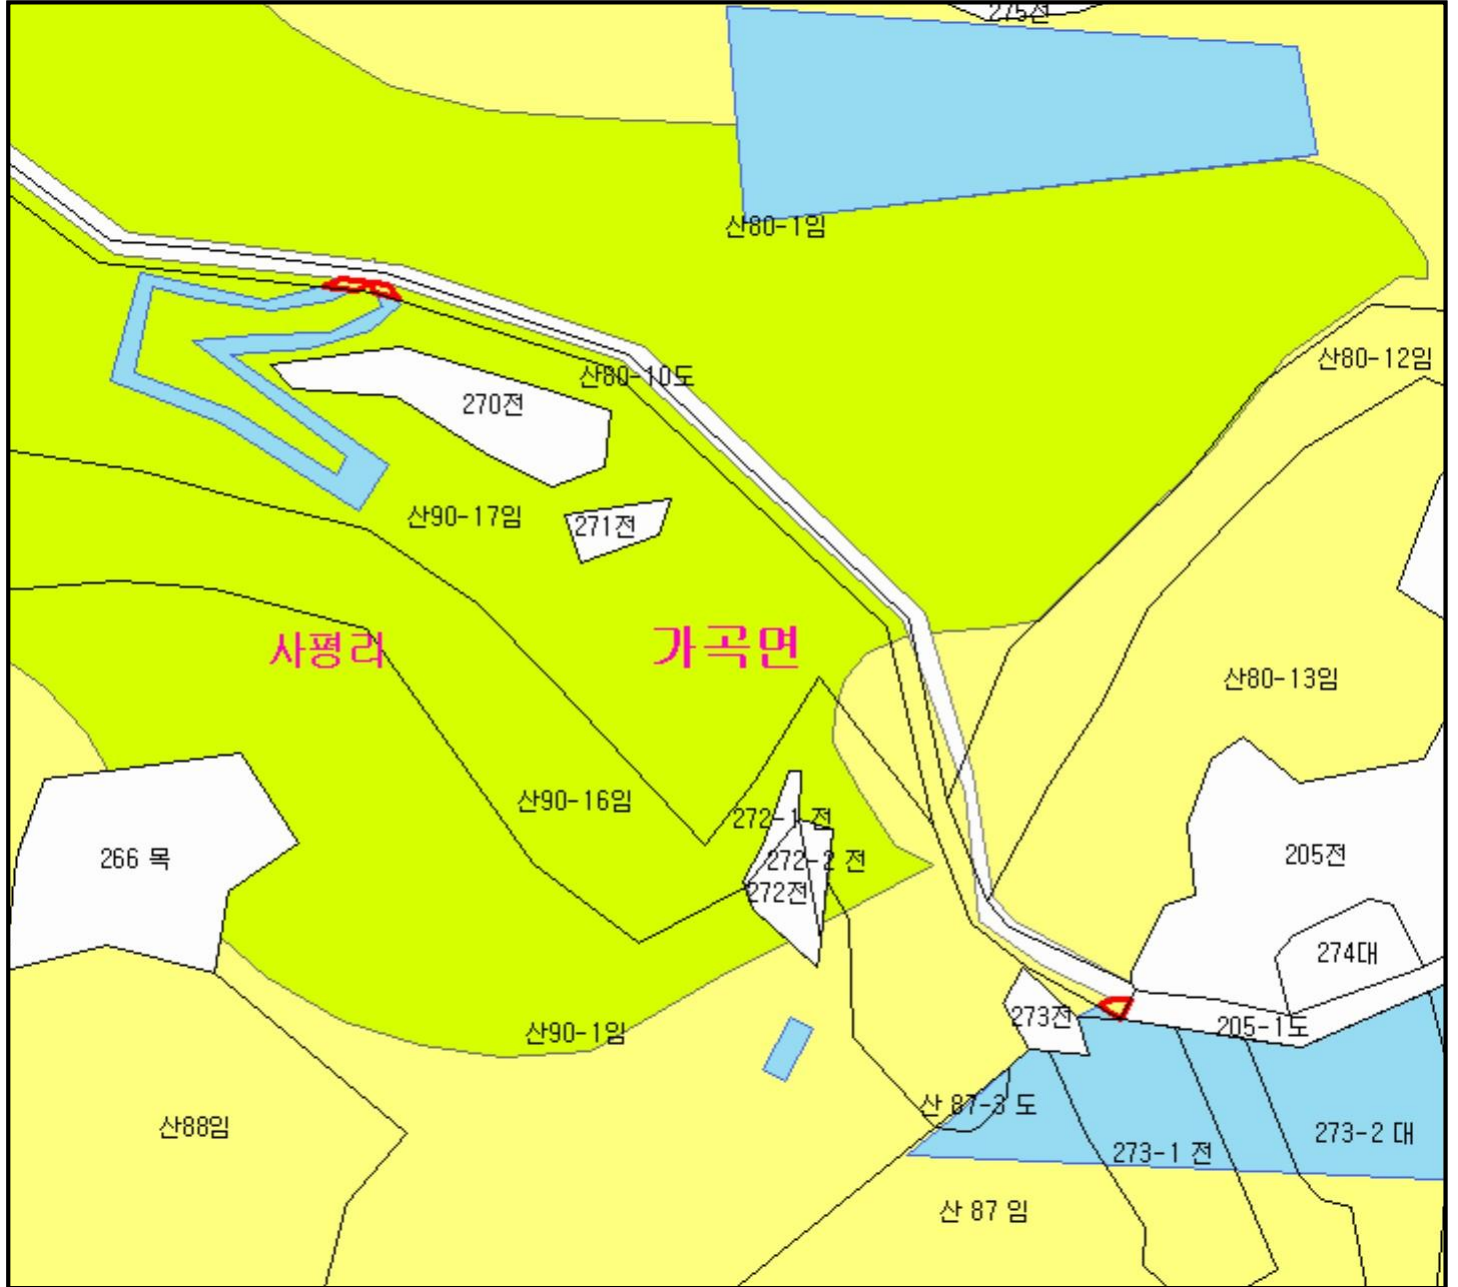 275전
산80-1임
산80-12임
산80-10도
270전
산90-17임
271전
사평리
가곡면
산80-13임
산90-16임
272-1 전
266 목
272-2 전
205전
272전
274대
273전
205-1도
산90-1임
산 87-3 도
산88임
273-2 대
273-1 전
산 87 임